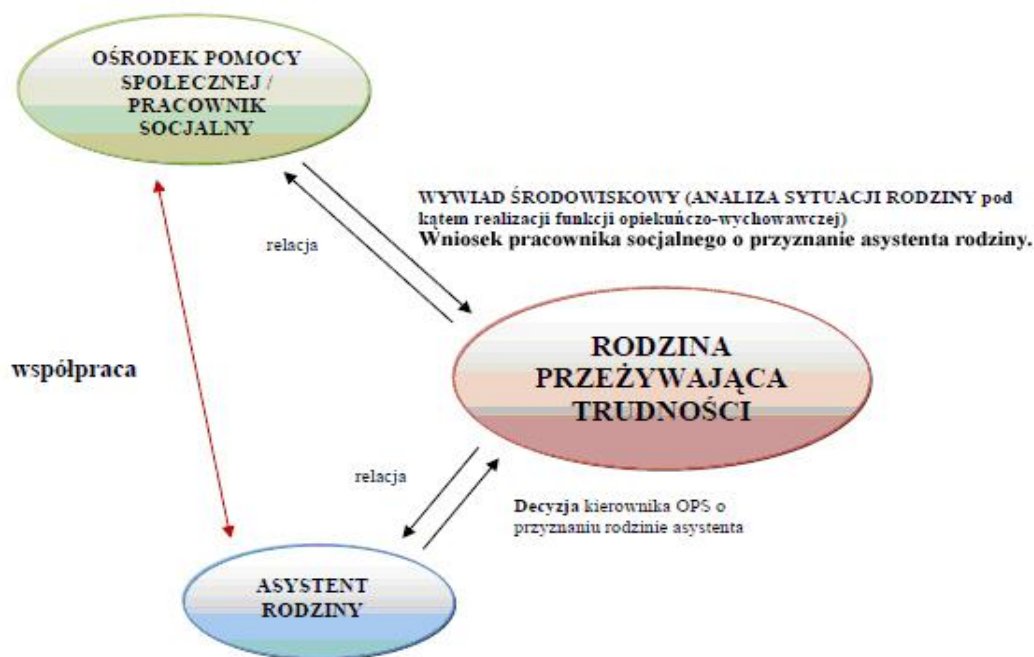 OŚRODEK POMOCY
SPOŁECZNEJ /
PRACOWNIK
SOCJALNY
WYWIAD ŚRODOWISKOWY (ANALIZA SYTUACJI RODZINY pod
kątem realizacji funkcji opiekuńczo-wychowawczej)
Wniosek pracownika socjalnego o przyznanie asystenta rodziny.
relacja
RODZINA
PRZEŻYWAJĄCA
TRUDNOŚCI
współpraca
relacja
Decyzja kierownika OPS o
przyznaniu rodzinie asystenta
ASYSTENT
RODZINY